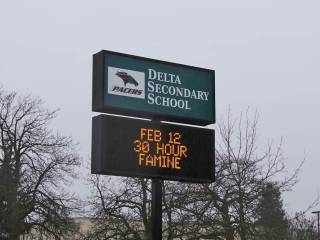 DELTA
SECONDARY
SCHOOL
PACERS
FEB 12
30 HOUR
FAMINE